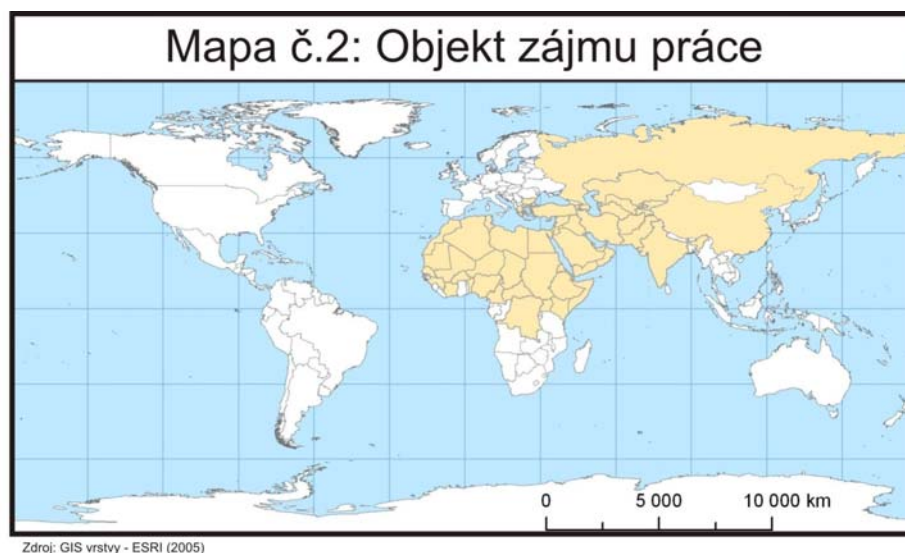 Mapa č.2: Objekt zájmu práce
0 5 000 10 000 km
Zdroj: GIS vrstvy - ESRI (2005)